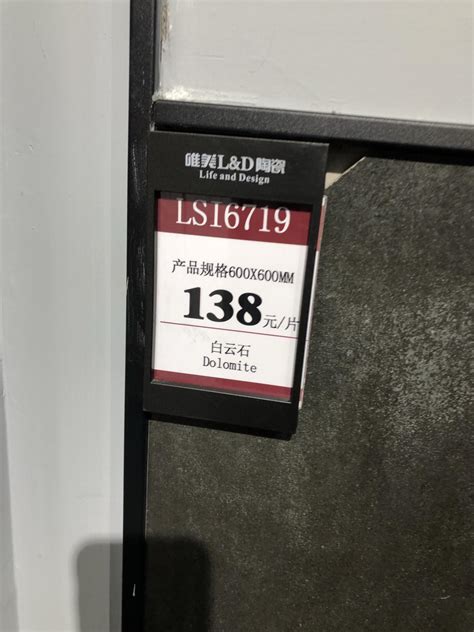 唯美L&D陶瓷
Life and Design
LSI6719
产品规格600X600MM
138元/片
白云石
Dolomite